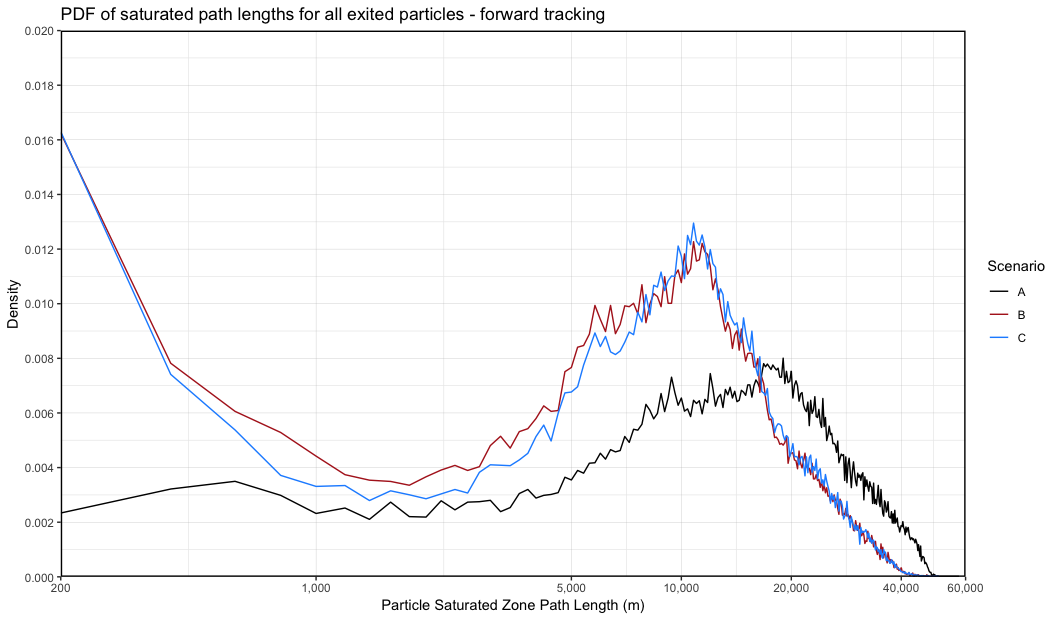 PDF of saturated path lengths for all exited particles - forward tracking
0.020
0.018
0.016
0.014
0.012
0.010
0.008
0.006
0.004
0.002
0.000
Density
200
1,000
5,000
10,000
20,000
40,000
60,000
Particle Saturated Zone Path Length (m)
Scenario
A
B
C